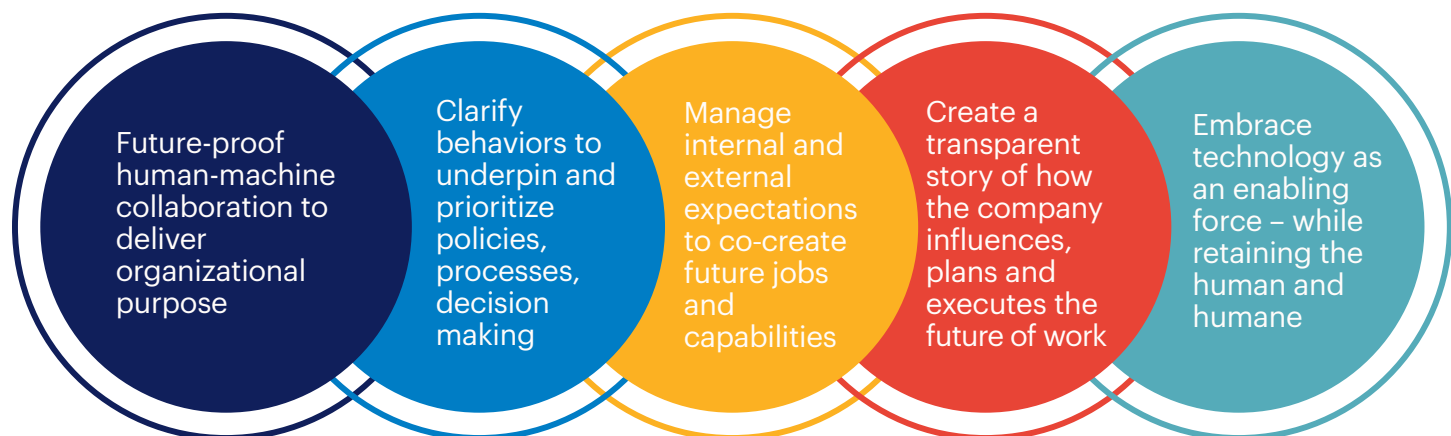 Future-proof
human-machine
collaboration to
deliver
organizational
purpose
Clarify
behaviors to
underpin and
prioritize
policies,
processes,
decision
making
Manage
internal and
external
expectations
to co-create
future jobs
and
capabilities
Create a
transparent
story of how
the company
influences,
plans and
executes the
future of work
Embrace
technology as
an enabling
force – while
retaining the
human and
humane